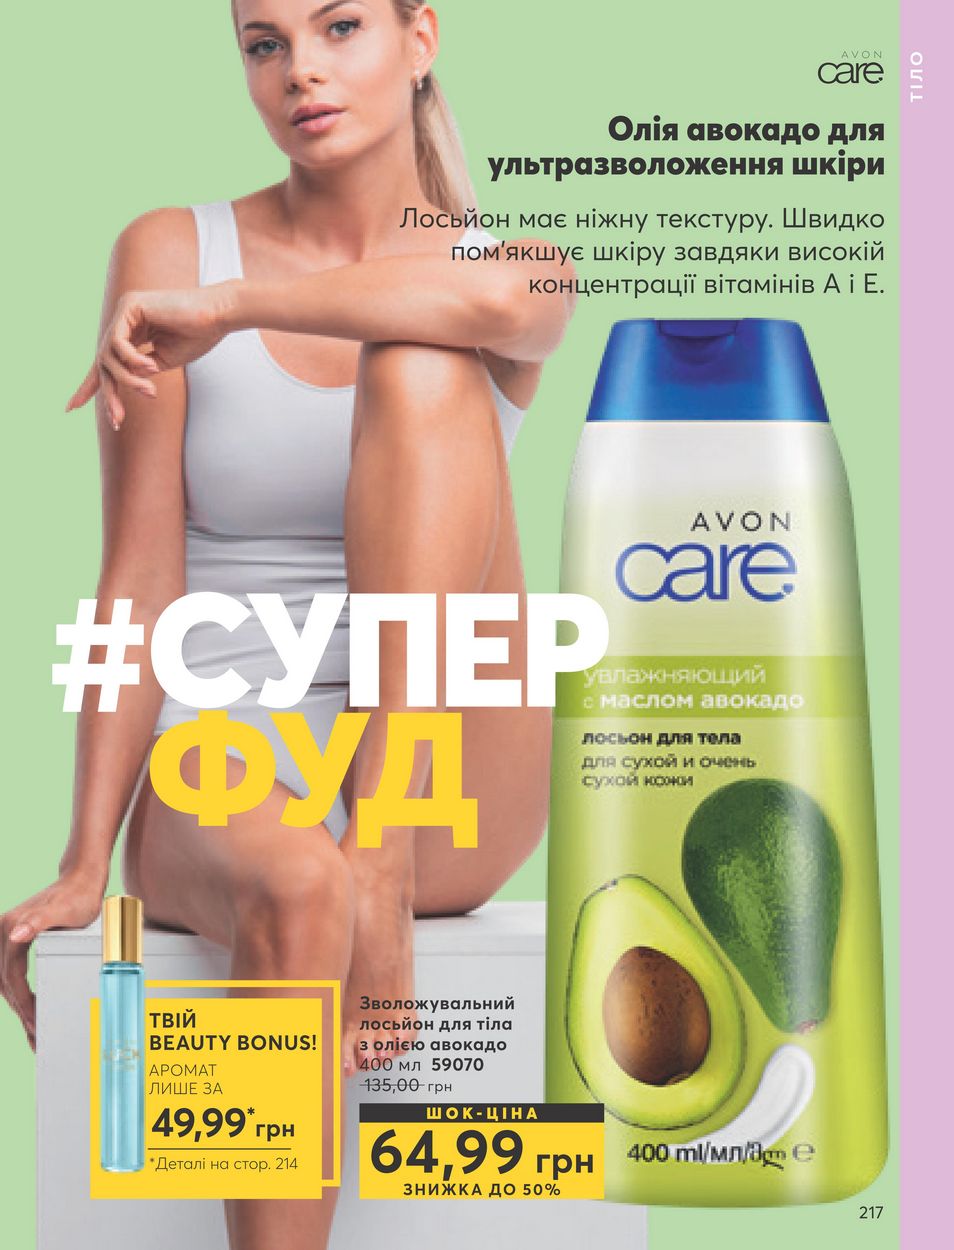 AVON
care
ТІЛО
Олія авокадо для
ультразволоження шкіри
Лосьйон має ніжну текстуру. Швидко
пом'якшує шкіру завдяки високій
концентрації вітамінів А і Е.
AVON
care
увлажняющий
с маслом авокадо
лосьон для тела
для сухой и очень
сухой кожи
400 ml/мл/
#СУПЕР
ФУД
ТВІЙ
BEAUTY BONUS!
АРОМАТ
ЛИШЕ ЗА
49,99* грн
*Деталі на стор. 214
Зволожувальний
лосьйон для тіла
з олією авокадо
400 мл 59070
135,00 грн
ШОК-ЦІНА
64,99 грн
ЗНИЖКА ДО 50%
217